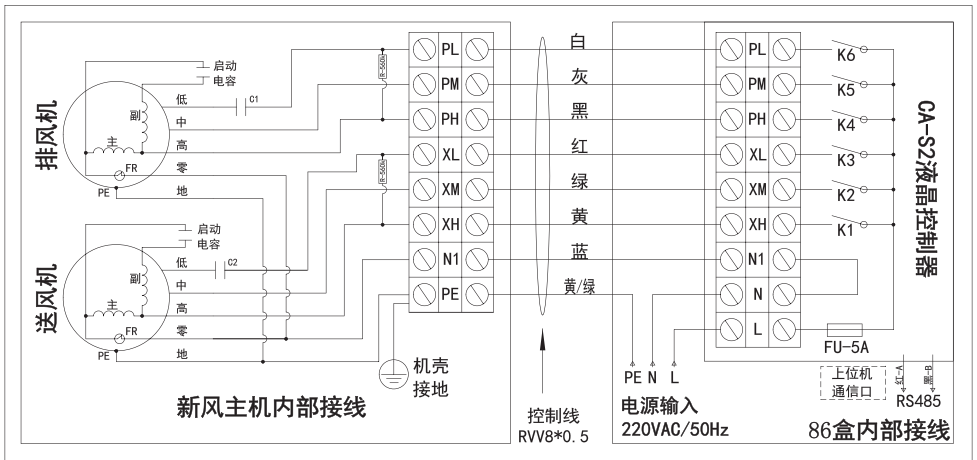 排风机
启动
电容
低
C1
中
高
零
地
副
主
FR
PE
R-560k
R-560k
送风机
启动
电容
低
C2
中
高
零
地
副
主
FR
PE
PL
PM
PH
XL
XM
XH
N1
PE
机壳
接地
新风主机内部接线
白
灰
黑
红
绿
黄
蓝
黄/绿
控制线
RVV8*0.5
PL
PM
PH
XL
XM
XH
N1
N
L
K6
K5
K4
K3
K2
K1
FU-5A
CA-S2液晶控制器
PE N L
电源输入
220VAC/50Hz
上位机
通信口
红-A
黑-B
RS485
86盒内部接线